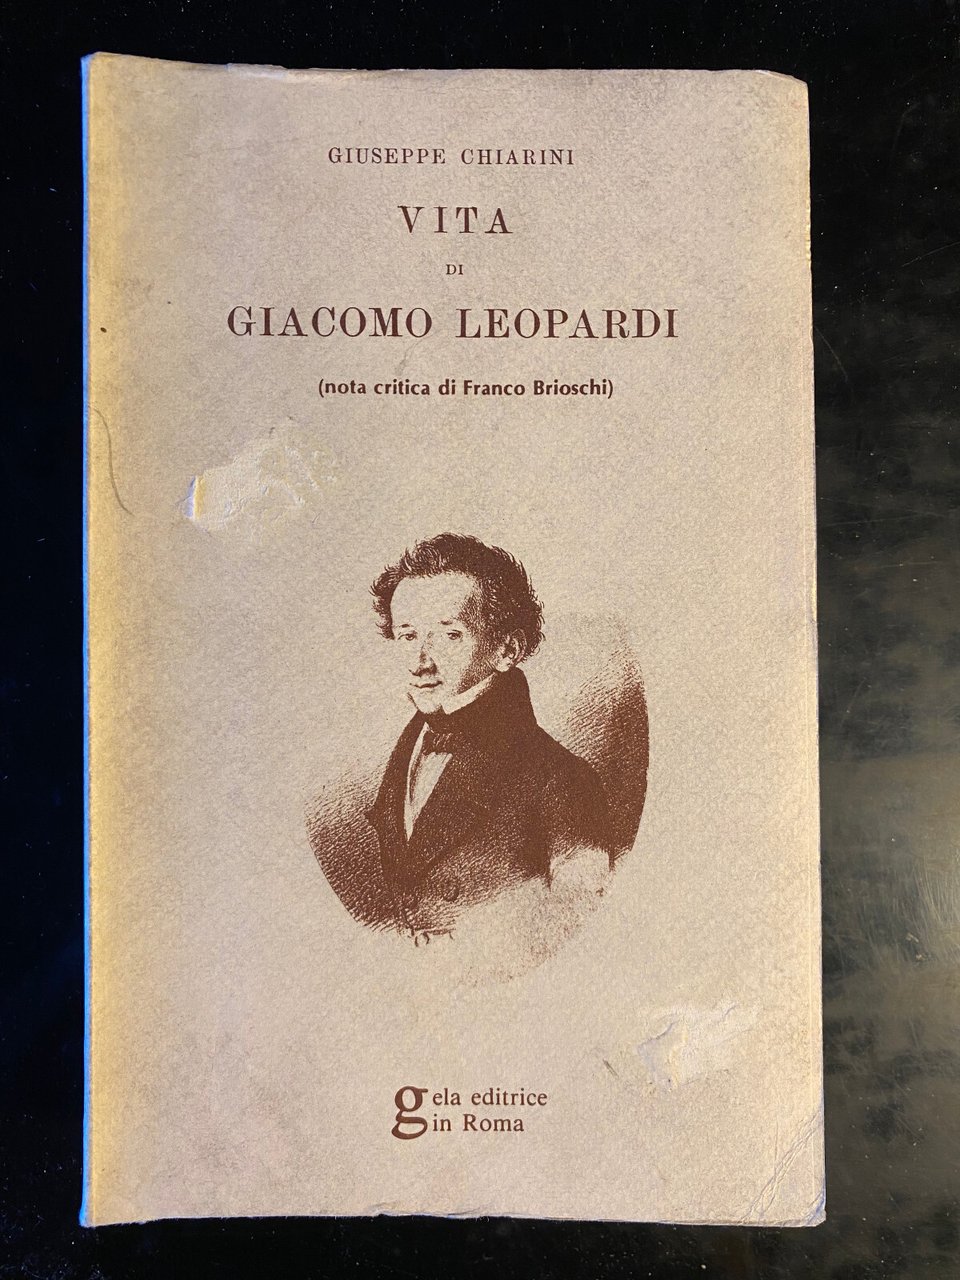 GIUSEPPE CHIARINI
VITA
DI
GIACOMO LEOPARDI
(nota critica di Franco Brioschi)
gela editrice
in Roma